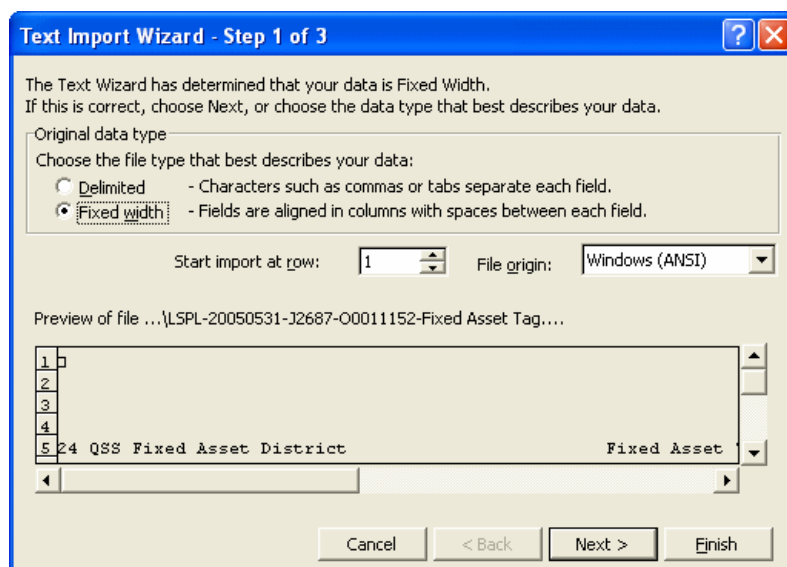 Text Import Wizard - Step 1 of 3
The Text Wizard has determined that your data is Fixed Width.
If this is correct, choose Next, or choose the data type that best describes your data.
Original data type
Choose the file type that best describes your data:
Delimited - Characters such as commas or tabs separate each field.
Fixed width - Fields are aligned in columns with spaces between each field.
Start import at row: 1 File origin: Windows (ANSI)
Preview of file ...\LSPL-20050531-J2687-O0011152-Fixed Asset Tag....
1
2
3
4
5 24 QSS Fixed Asset District Fixed Asset
Cancel < Back Next > Finish